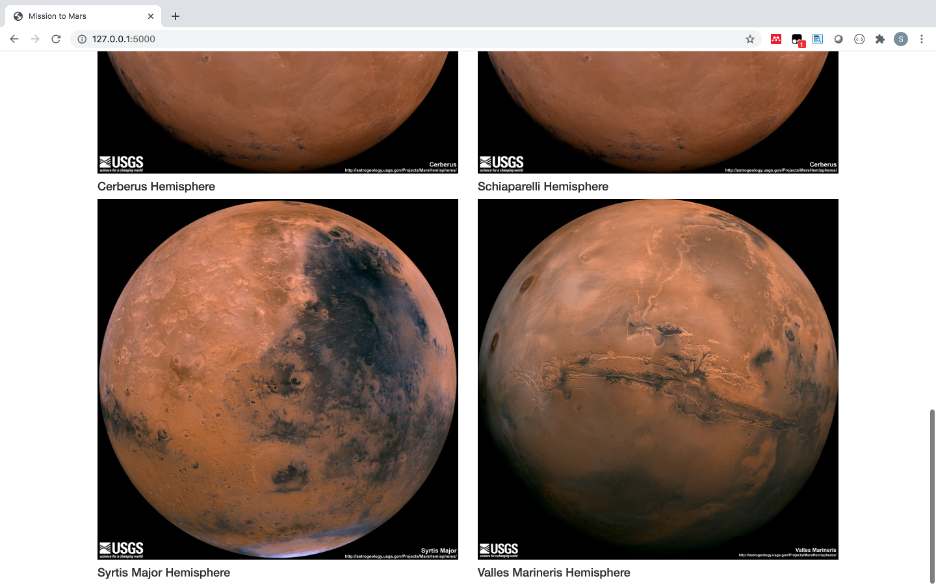 Mission to Mars
127.0.0.1:5000
1
S
USGS
science for a changing world
Cerberus
http://astrogeology.usgs.gov/Projects/MarsHemispheres/
USGS
science for a changing world
Cerberus
http://astrogeology.usgs.gov/Projects/MarsHemispheres/
Cerberus Hemisphere
Schiaparelli Hemisphere
USGS
science for a changing world
Syrtis Major
http://astrogeology.usgs.gov/Projects/MarsHemispheres/
USGS
science for a changing world
Valles Marineris
http://astrogeology.usgs.gov/Projects/MarsHemispheres/
Syrtis Major Hemisphere
Valles Marineris Hemisphere